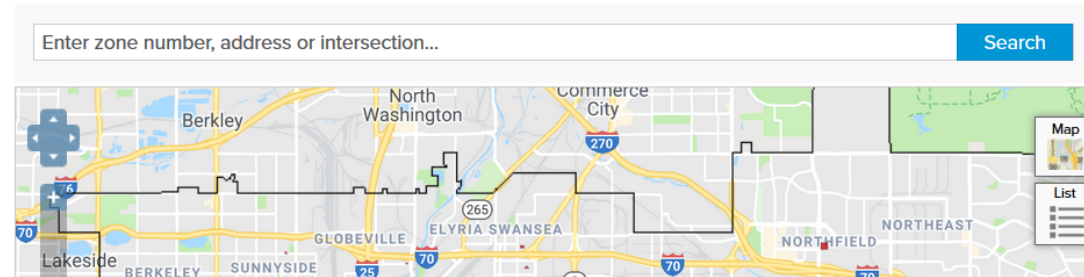 Enter zone number, address or intersection...
Search
North
Washington
Commerce
City
Berkley
270
Map
76
List
265
70
GLOBEVILLE
ELYRIA SWANSEA
NORTHEAST
NORTHFIELD
Lakeside
BERKELEY
SUNNYSIDE
25
70
70
70